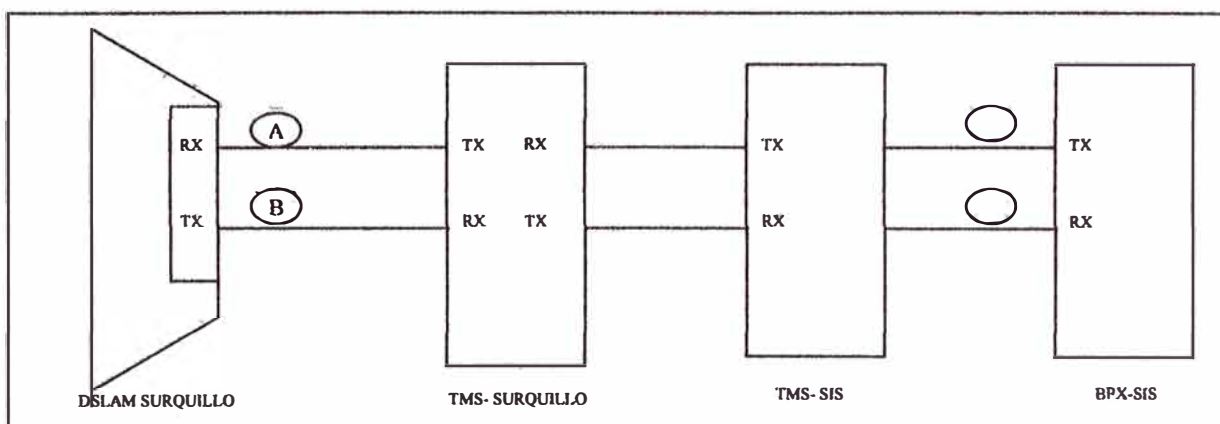 A
RX TX RX TX TX
B
TX RX TX RX RX
DSLAM SURQUILLO TMS- SURQUILLO TMS- SIS BPX-SIS